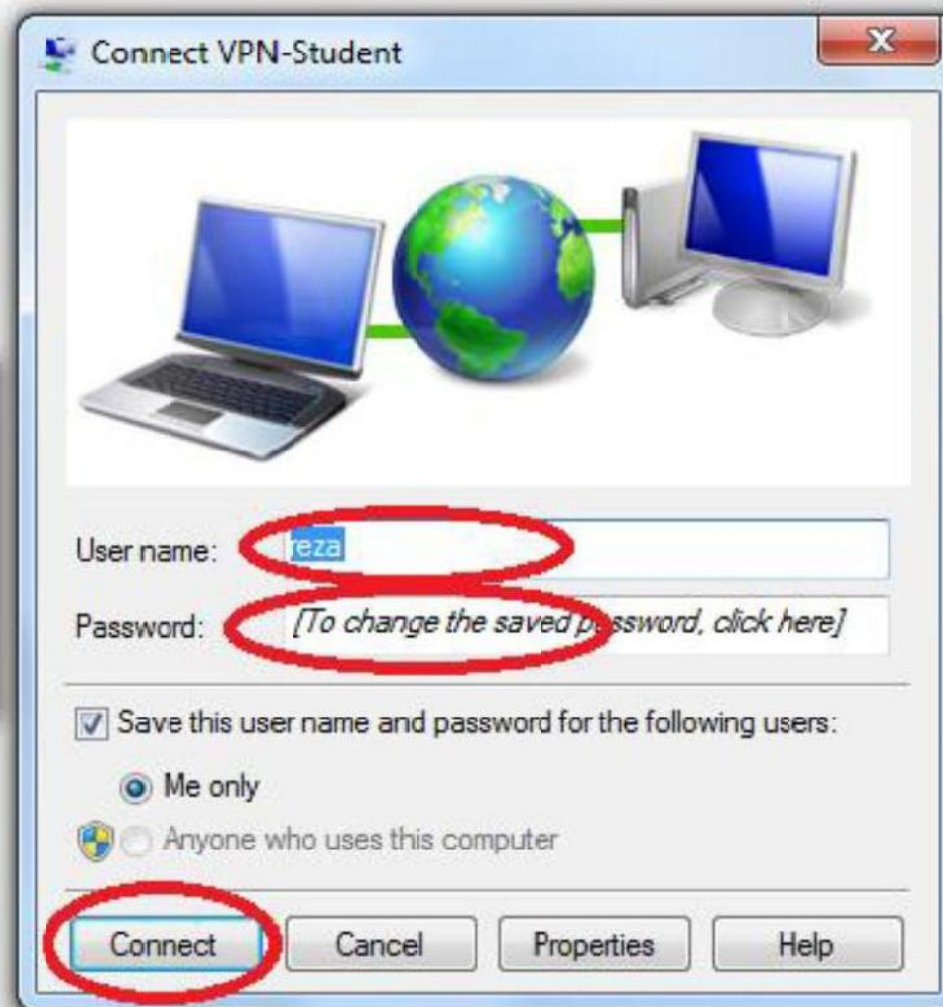 Connect VPN-Student
User name: reza
Password: [To change the saved password, click here]
Save this user name and password for the following users:
Me only
Anyone who uses this computer
Connect Cancel Properties Help